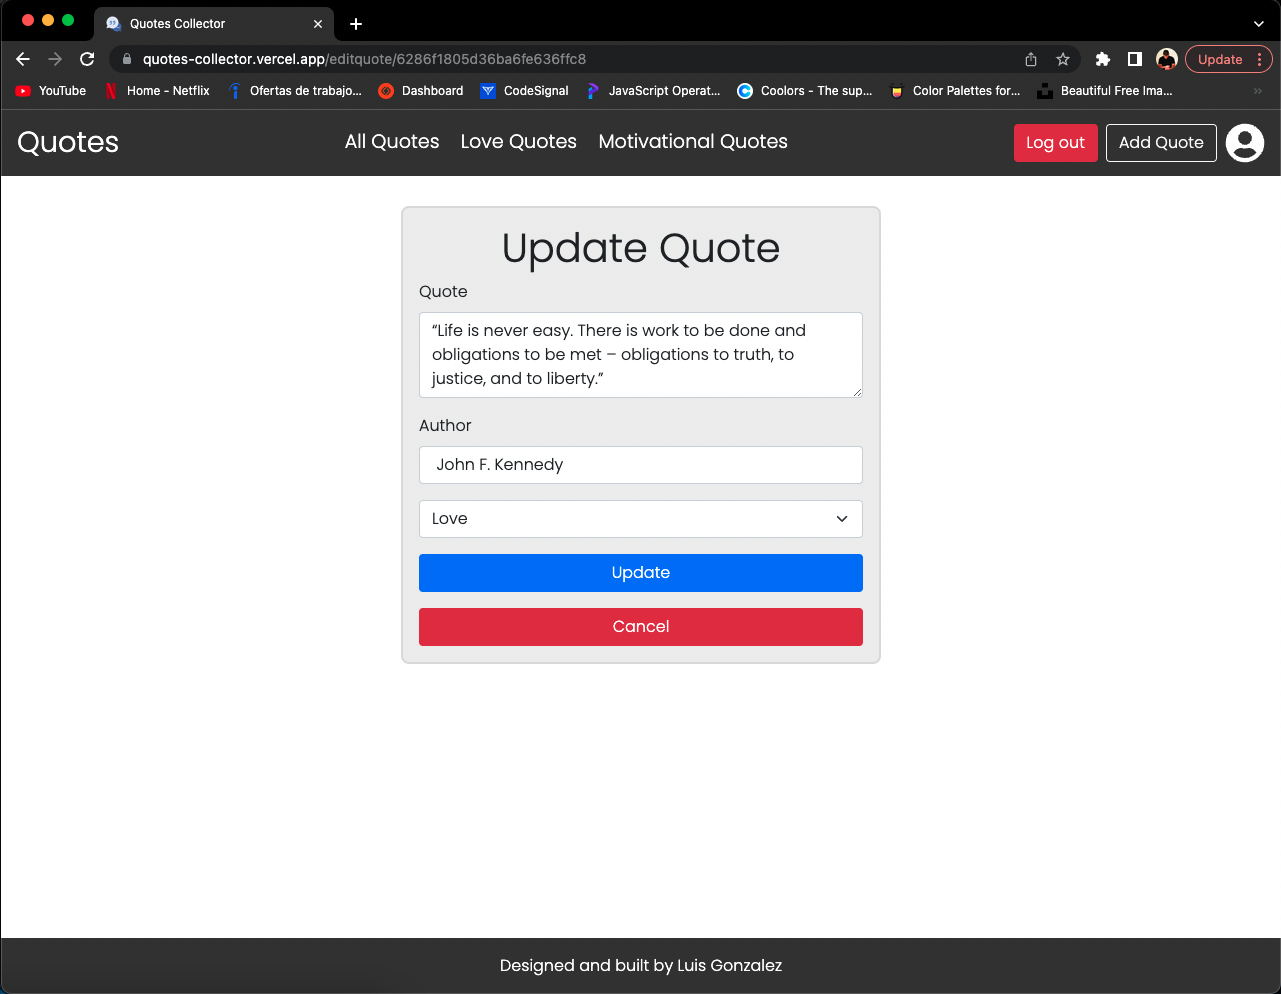 Quotes Collector
quotes-collector.vercel.app/editquote/6286f1805d36ba6fe636ffc8
Update
YouTube
Home - Netflix
Ofertas de trabajo...
Dashboard
CodeSignal
JavaScript Operat...
Coolors - The sup...
Color Palettes for...
Beautiful Free Ima...
Quotes
All Quotes
Love Quotes
Motivational Quotes
Log out
Add Quote
Update Quote
Quote
“Life is never easy. There is work to be done and
obligations to be met – obligations to truth, to
justice, and to liberty.”
Author
John F. Kennedy
Love
Update
Cancel
Designed and built by Luis Gonzalez